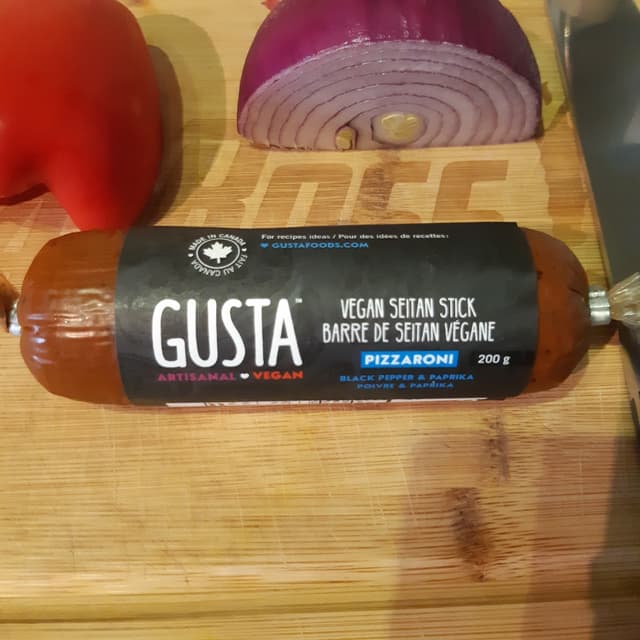 MADE IN CANADA
FAIT AU CANADA
For recipes ideas / Pour des idées de recettes:
GUSTAFOODS.COM
GUSTA™
ARTISANAL ♥ VEGAN
VEGAN SEITAN STICK
BARRE DE SEITAN VÉGANE
PIZZARONI 200 g
BLACK PEPPER & PAPRIKA
POIVRE & PAPRIKA